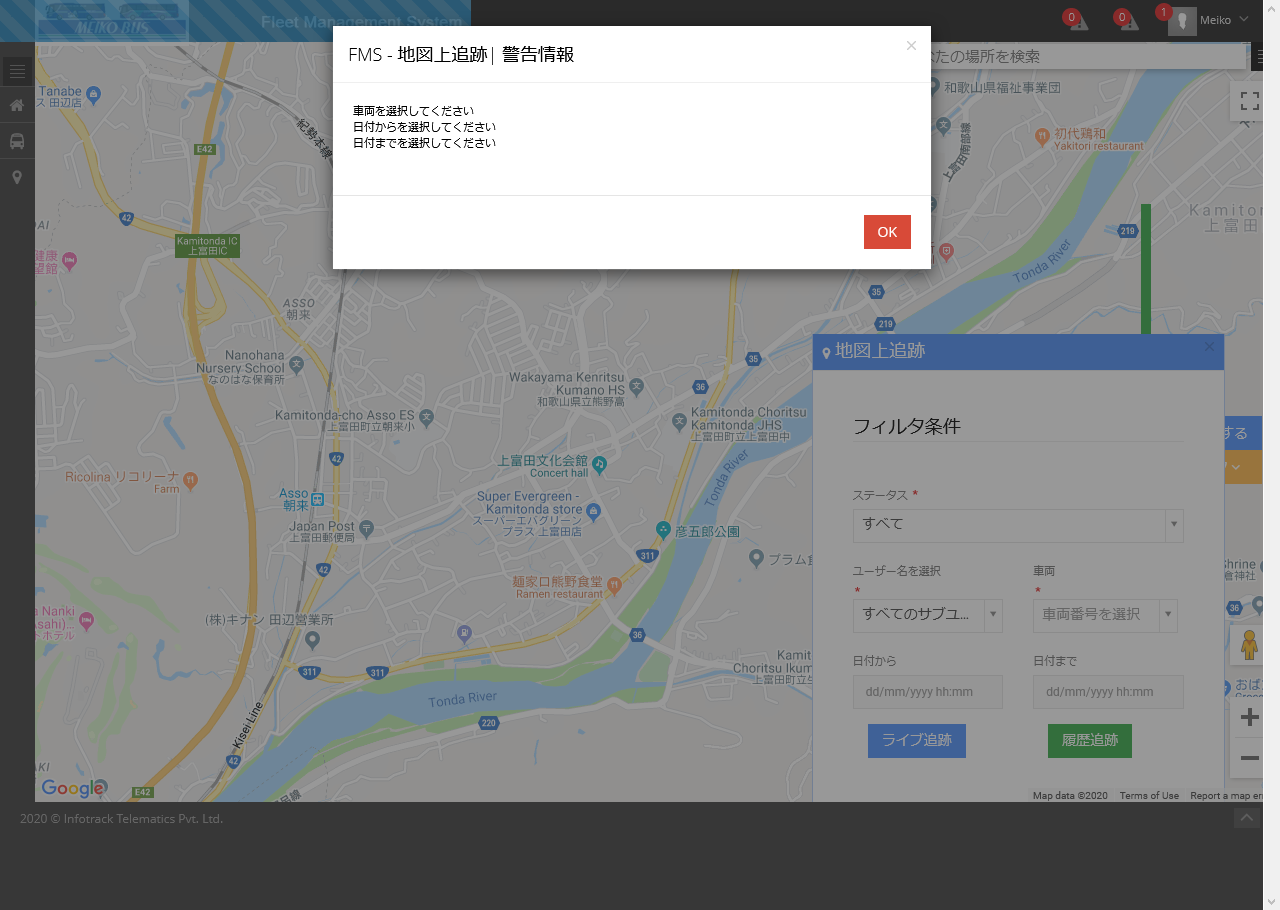 MEIKO BUS
Fleet Management System
0
0
1
Meiko
FMS - 地図上追跡| 警告情報
×
車両を選択してください
日付からを選択してください
日付までを選択してください
OK
たの場所を検索
Tanabe
ス 田辺店
紀勢本線
E42
和歌山県福祉事業団
初代鶏和
Yakitori restaurant
上富田南部線
42
Kamitonda IC
上富田IC
DAI
健康
望館
219
Kamitor
上富田
Tonda River
ASSO
朝来
35
219
Nanohana
Nursery School
なのはな保育所
35
36
Wakayama Kenritsu
Kumano HS
和歌山県立熊野高
Kamitonda-cho Asso ES
上富田町立朝来小
Kamitonda Choritsu
Kamitonda JHS
上富田町立上富田中
地図上追跡
×
フィルタ条件
する
42
上富田文化会館
Concert hall
Tonda River
Ricolina リコリーナ
Farm
Asso
朝来
Super Evergreen -
Kamitonda store
スーパーエバグリーン
プラス 上富田店
Japan Post
上富田郵便局
彦五郎公園
ステータス *
すべて
311
プラム食
42
麺家口熊野食堂
Ramen restaurant
ユーザー名を選択
*
車両
*
すべてのサブユ...
車両番号を選択
Shrine
倉神社
36
a Nanki
Asahi)...
トホテル
(株)キナシ 田辺営業所
36
311
311
Kamit
Choritsu Ikum
上富田町立生
日付から
日付まで
dd/mm/yyyy hh:mm
dd/mm/yyyy hh:mm
おば
Tonda River
220
Kisei Line
42
ライブ追跡
履歴追跡
AKI
Google
E42
Map data ©2020
Terms of Use
Report a map er
2020 © Infotrack Telematics Pvt. Ltd.